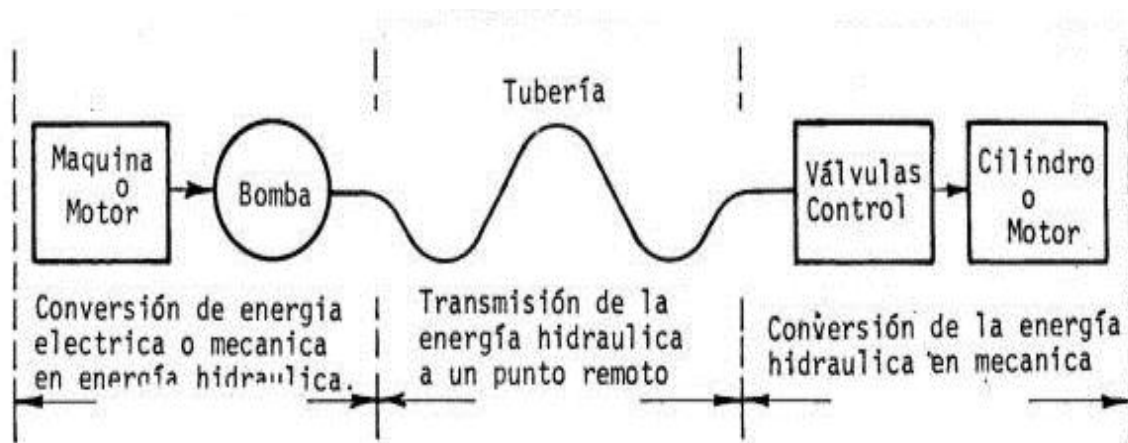 Tubería
Maquina
o
Motor
Bomba
Válvulas
Control
Cilindro
o
Motor
Conversión de energia
electrica o mecanica
en energía hidraulica.
Transmisión de la
energía hidraulica
a un punto remoto
Conversión de la energía
hidraulica en mecanica